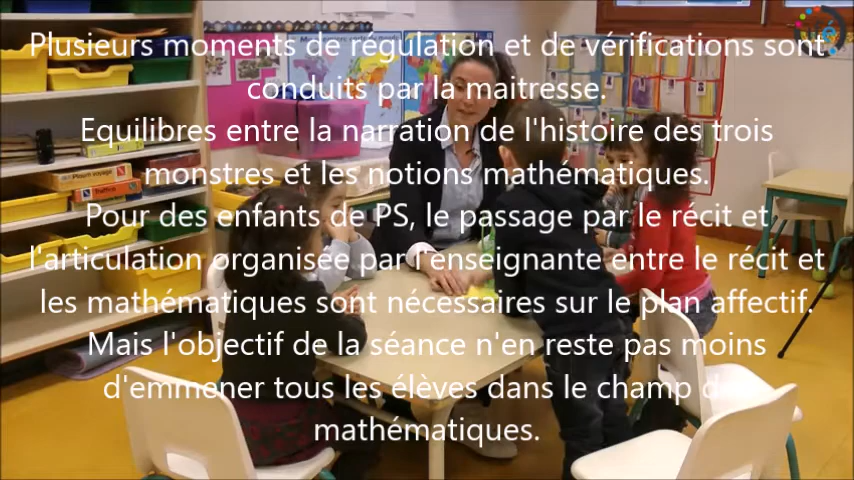 Plusieurs moments de régulation et de vérifications sont
conduits par la maitresse.
Equilibres entre la narration de l'histoire des trois
monstres et les notions mathématiques.
Pour des enfants de PS, le passage par le récit et
l'articulation organisée par l'enseignante entre le récit et
les mathématiques sont nécessaires sur le plan affectif.
Mais l'objectif de la séance n'en reste pas moins
d'emmener tous les élèves dans le champ des
mathématiques.